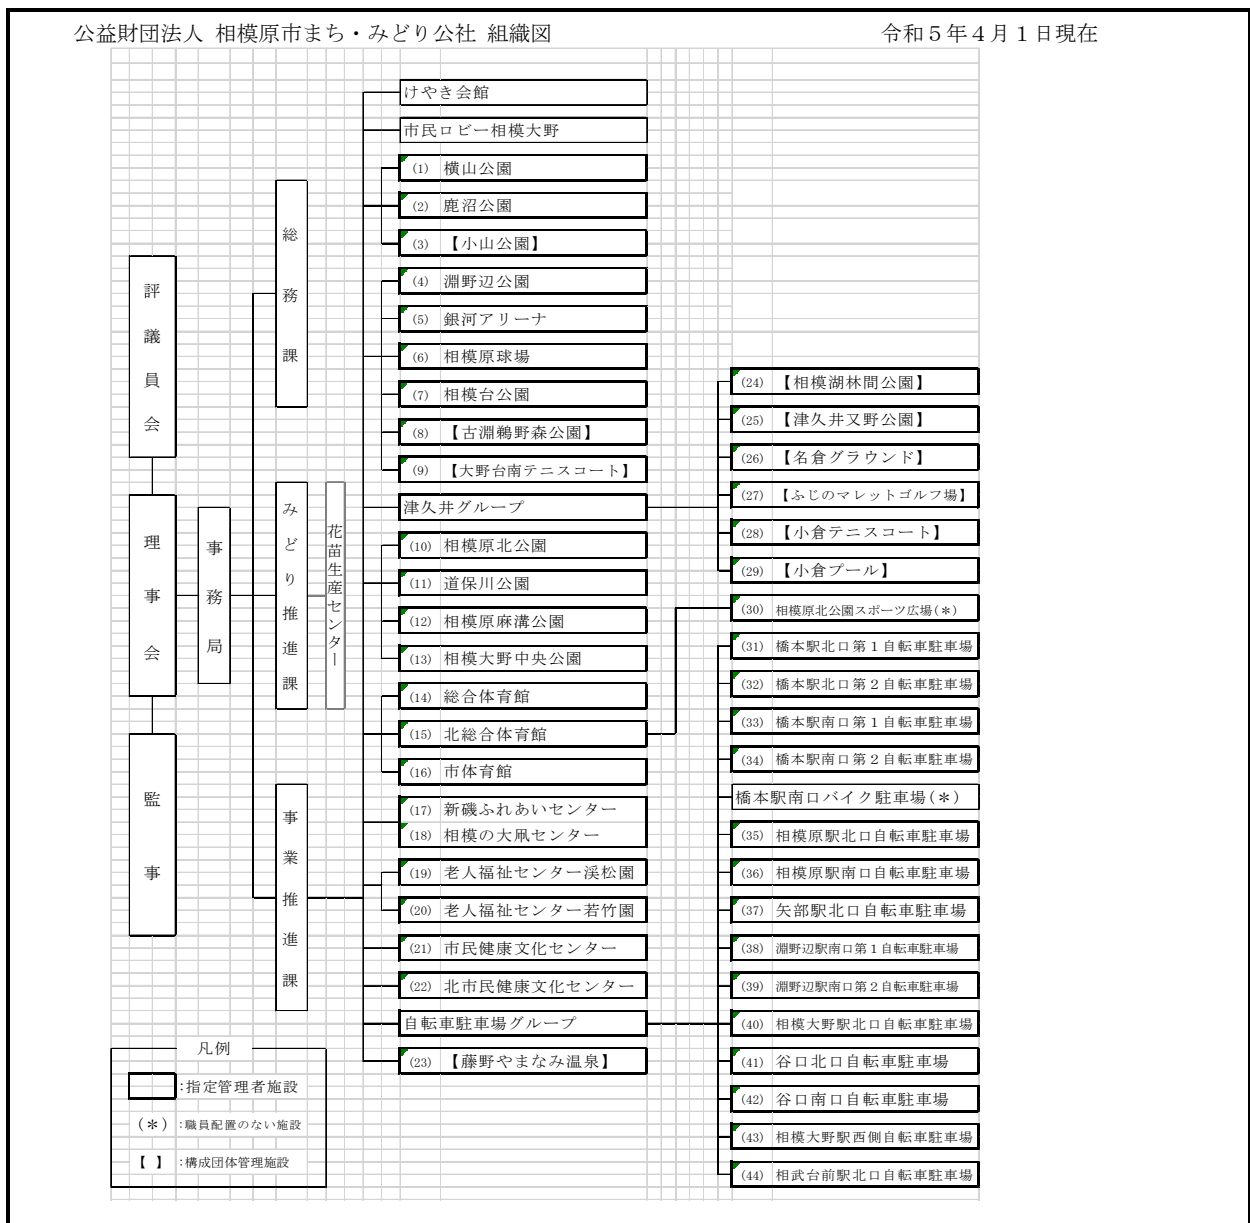 公益財団法人 相模原市まち・みどり公社 組織図
令和５年４月１日現在
評議員会
理事会
監事
事務局
総務課
みどり推進課
花苗生産センター
事業推進課
けやき会館
市民ロビー相模大野
(1) 横山公園
(2) 鹿沼公園
(3) 【小山公園】
(4) 淵野辺公園
(5) 銀河アリーナ
(6) 相模原球場
(7) 相模台公園
(8) 【古淵鵜野森公園】
(9) 【大野台南テニスコート】
津久井グループ
(10) 相模原北公園
(11) 道保川公園
(12) 相模原麻溝公園
(13) 相模大野中央公園
(14) 総合体育館
(15) 北総合体育館
(16) 市体育館
(17) 新磯ふれあいセンター
(18) 相模の大凧センター
(19) 老人福祉センター渓松園
(20) 老人福祉センター若竹園
(21) 市民健康文化センター
(22) 北市民健康文化センター
自転車駐車場グループ
(23) 【藤野やまなみ温泉】
(24) 【相模湖林間公園】
(25) 【津久井又野公園】
(26) 【名倉グラウンド】
(27) 【ふじのマレットゴルフ場】
(28) 【小倉テニスコート】
(29) 【小倉プール】
(30) 相模原北公園スポーツ広場(＊)
(31) 橋本駅北口第１自転車駐車場
(32) 橋本駅北口第２自転車駐車場
(33) 橋本駅南口第１自転車駐車場
(34) 橋本駅南口第２自転車駐車場
橋本駅南口バイク駐車場(＊)
(35) 相模原駅北口自転車駐車場
(36) 相模原駅南口自転車駐車場
(37) 矢部駅北口自転車駐車場
(38) 淵野辺駅南口第１自転車駐車場
(39) 淵野辺駅南口第２自転車駐車場
(40) 相模大野駅北口自転車駐車場
(41) 谷口北口自転車駐車場
(42) 谷口南口自転車駐車場
(43) 相模大野駅西側自転車駐車場
(44) 相武台前駅北口自転車駐車場
凡例
:指定管理者施設
(＊) :職員配置のない施設
【 】 :構成団体管理施設